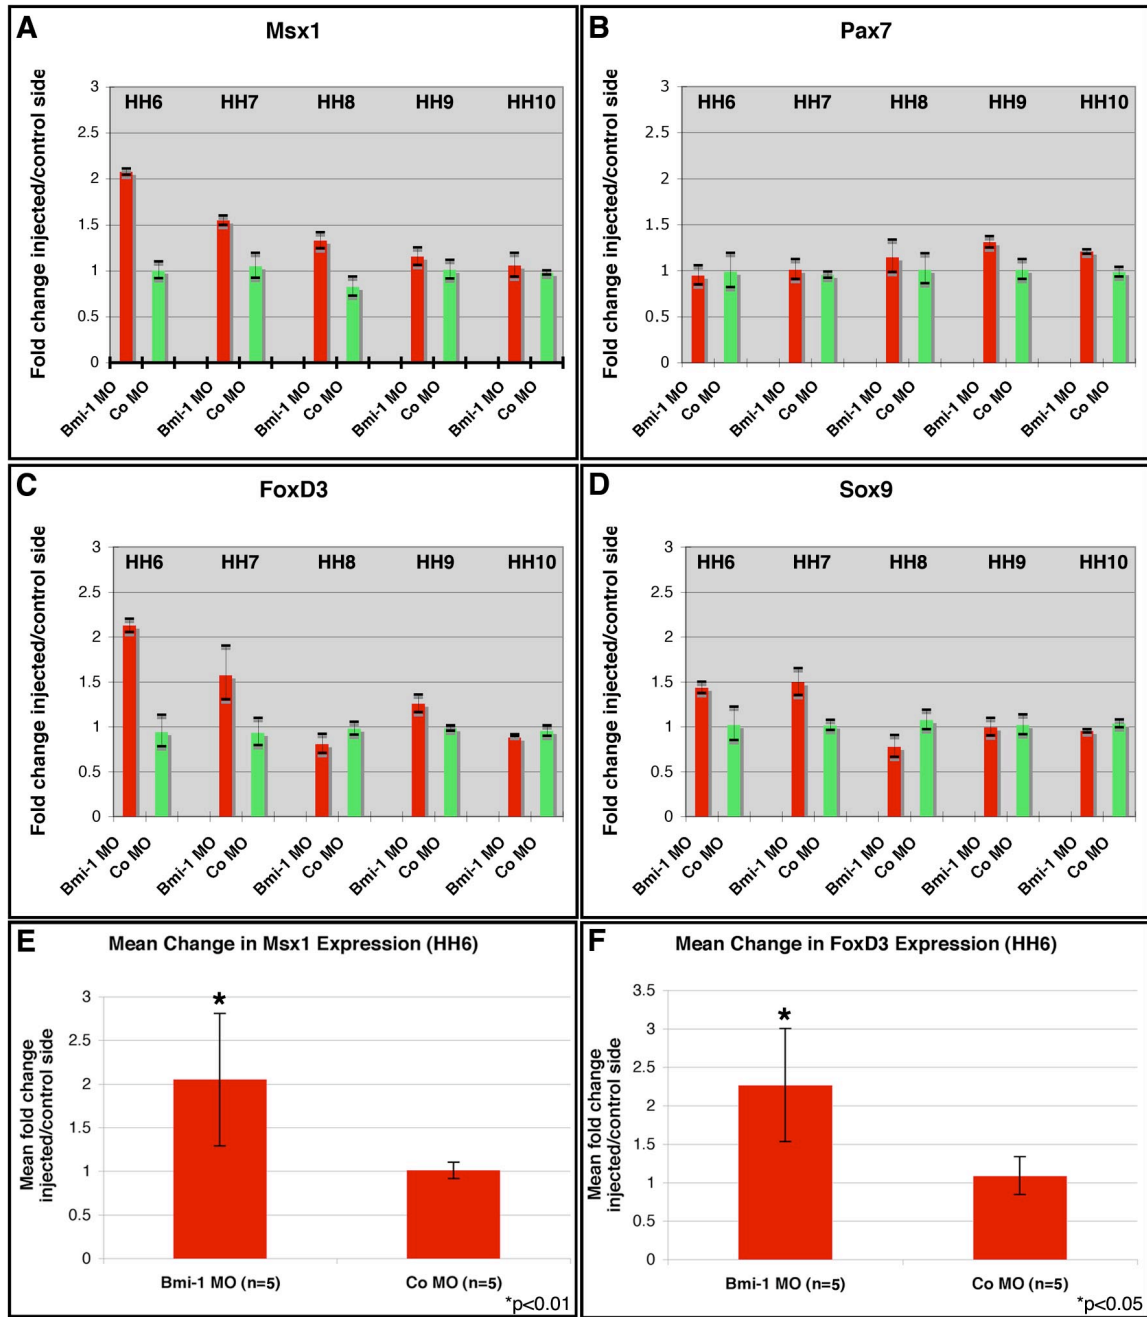 A
Msx1
Fold change injected/control side
3
2.5
2
1.5
1
0.5
0
HH6 HH7 HH8 HH9 HH10
Bmi-1 MO Co MO Bmi-1 MO Co MO Bmi-1 MO Co MO Bmi-1 MO Co MO Bmi-1 MO Co MO
B
Pax7
Fold change injected/control side
3
2.5
2
1.5
1
0.5
0
HH6 HH7 HH8 HH9 HH10
Bmi-1 MO Co MO Bmi-1 MO Co MO Bmi-1 MO Co MO Bmi-1 MO Co MO Bmi-1 MO Co MO
C
FoxD3
Fold change injected/control side
3
2.5
2
1.5
1
0.5
0
HH6 HH7 HH8 HH9 HH10
Bmi-1 MO Co MO Bmi-1 MO Co MO Bmi-1 MO Co MO Bmi-1 MO Co MO Bmi-1 MO Co MO
D
Sox9
Fold change injected/control side
3
2.5
2
1.5
1
0.5
0
HH6 HH7 HH8 HH9 HH10
Bmi-1 MO Co MO Bmi-1 MO Co MO Bmi-1 MO Co MO Bmi-1 MO Co MO Bmi-1 MO Co MO
E
Mean Change in Msx1 Expression (HH6)
Mean fold change
injected/control side
3
2.5
2
1.5
1
0.5
0
*
Bmi-1 MO (n=5) Co MO (n=5)
*p<0.01
F
Mean Change in FoxD3 Expression (HH6)
Mean fold change
injected/control side
3.5
3
2.5
2
1.5
1
0.5
0
*
Bmi-1 MO (n=5) Co MO (n=5)
*p<0.05